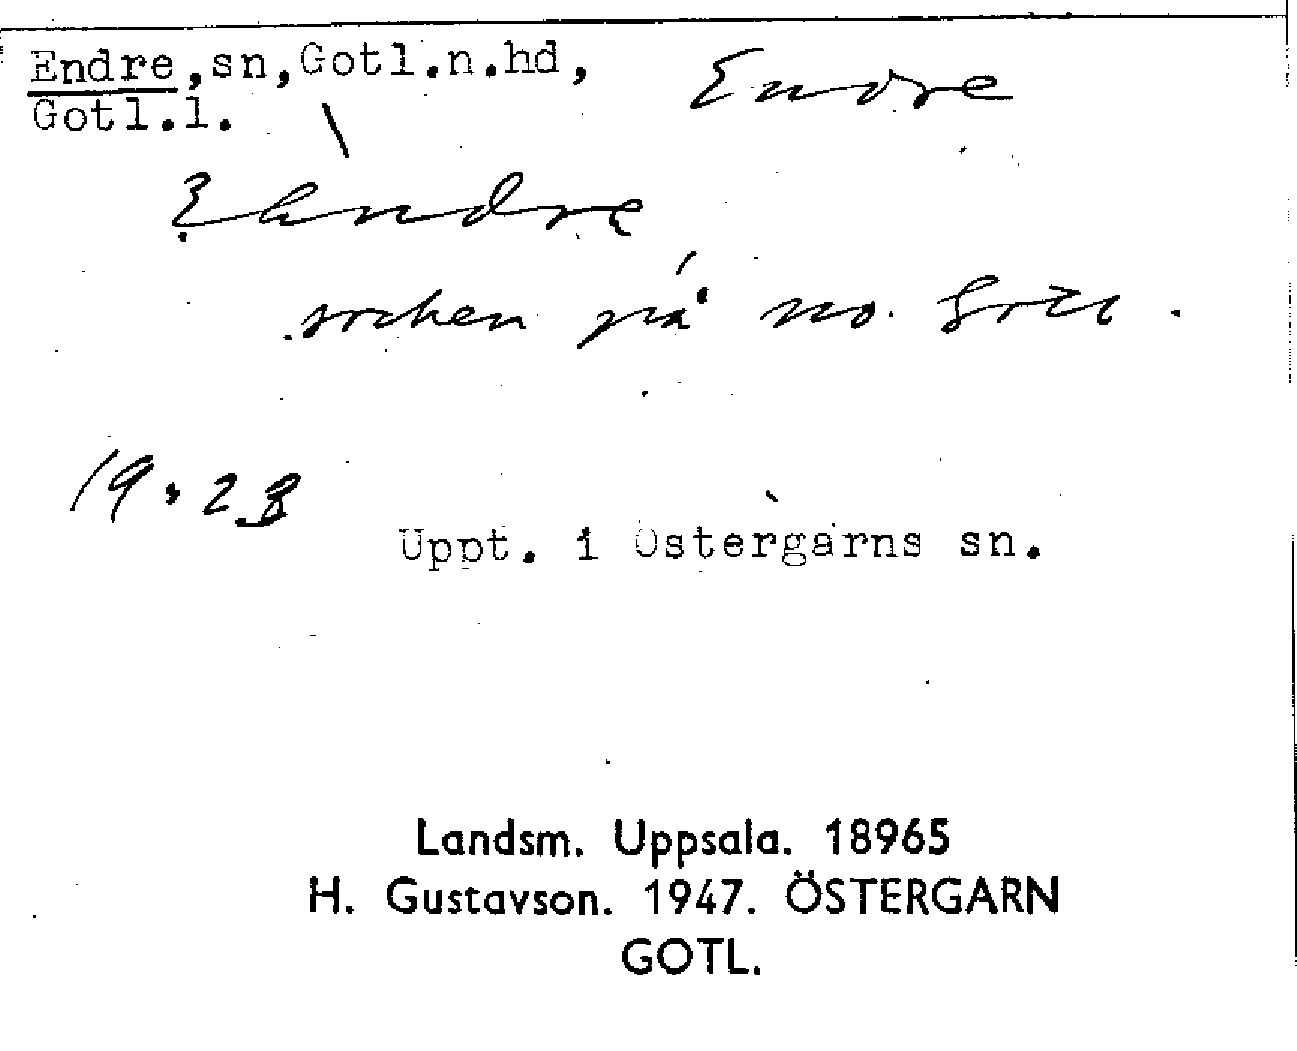 Endre, sn, Gotl.n.hd, Endre
Gotl.l.
socken på no. Gotl.
19.23
Uppt. i Östergarns sn.
Landsm. Uppsala. 18965
H. Gustavson. 1947. ÖSTERGARN
GOTL.